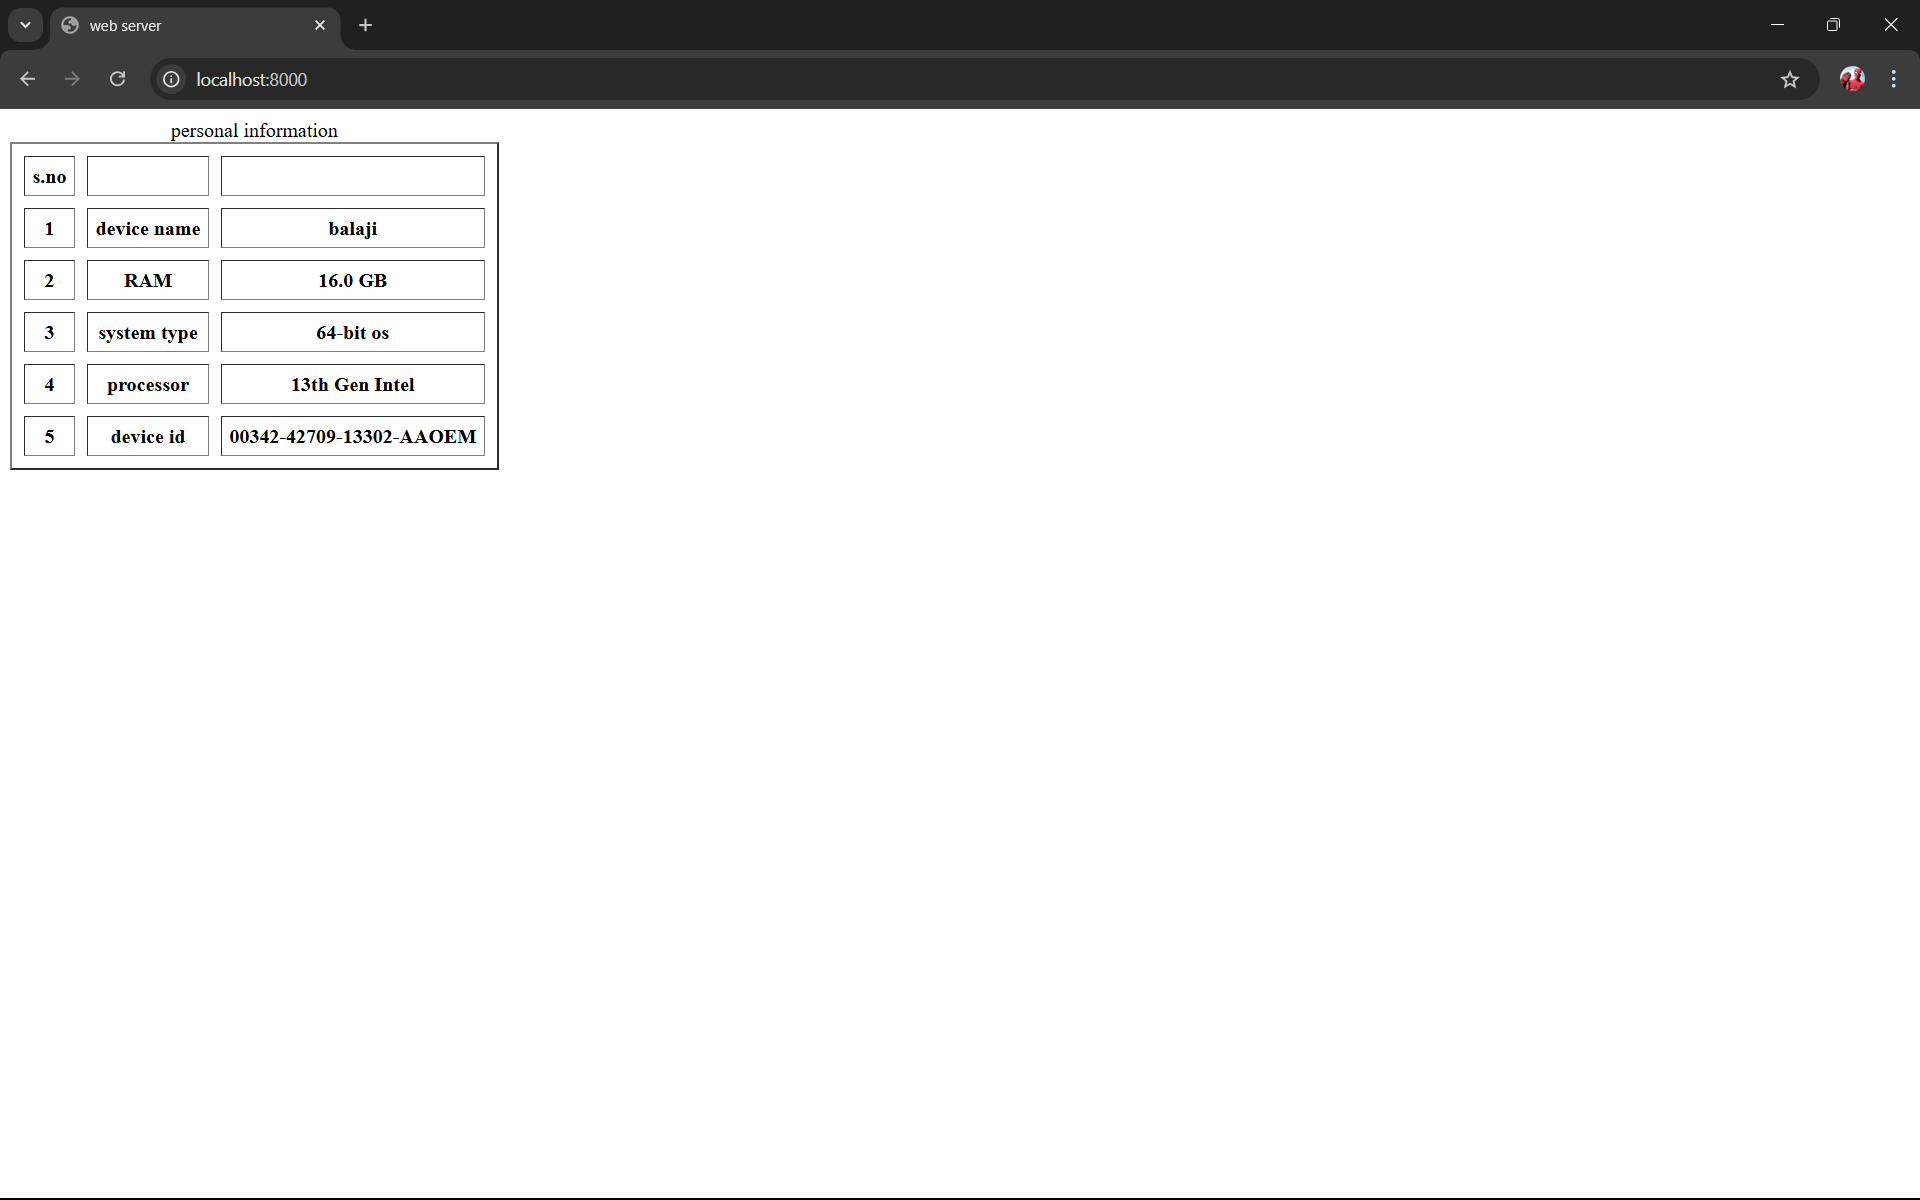 web server
localhost:8000
personal information
s.no
1 device name balaji
2 RAM 16.0 GB
3 system type 64-bit os
4 processor 13th Gen Intel
5 device id 00342-42709-13302-AAOEM